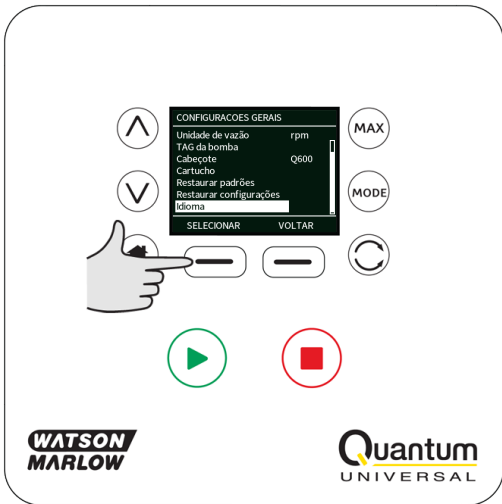 CONFIGURACOES GERAIS
Unidade de vazão rpm
TAG da bomba
Cabeçote Q600
Cartucho
Restaurar padrões
Restaurar configurações
Idioma
SELECIONAR VOLTAR
MAX
MODE
WATSON
MARLOW
Quantum
UNIVERSAL